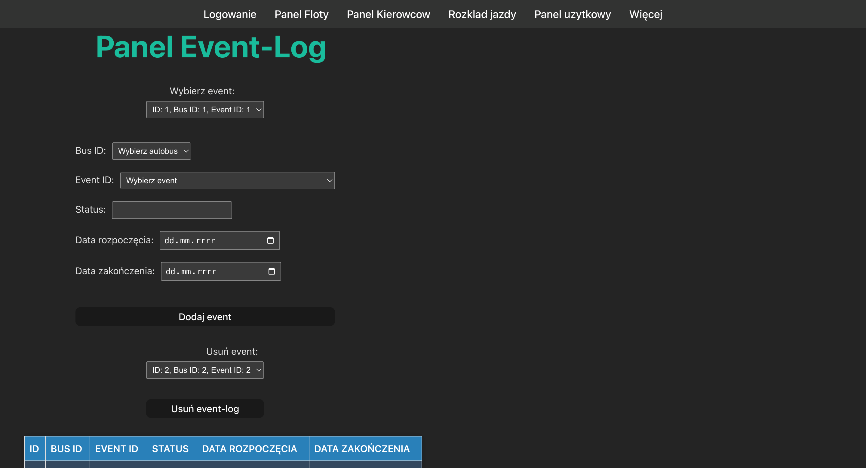 Logowanie Panel Floty Panel Kierowcow Rozkład jazdy Panel uzytkowy Więcej
Panel Event-Log
Wybierz event:
ID: 1, Bus ID: 1, Event ID: 1
Bus ID: Wybierz autobus
Event ID: Wybierz event
Status:
Data rozpoczęcia: dd.mm.rrrr
Data zakończenia: dd.mm.rrrr
Dodaj event
Usuń event:
ID: 2, Bus ID: 2, Event ID: 2
Usuń event-log
ID BUS ID EVENT ID STATUS DATA ROZPOCZĘCIA DATA ZAKOŃCZENIA